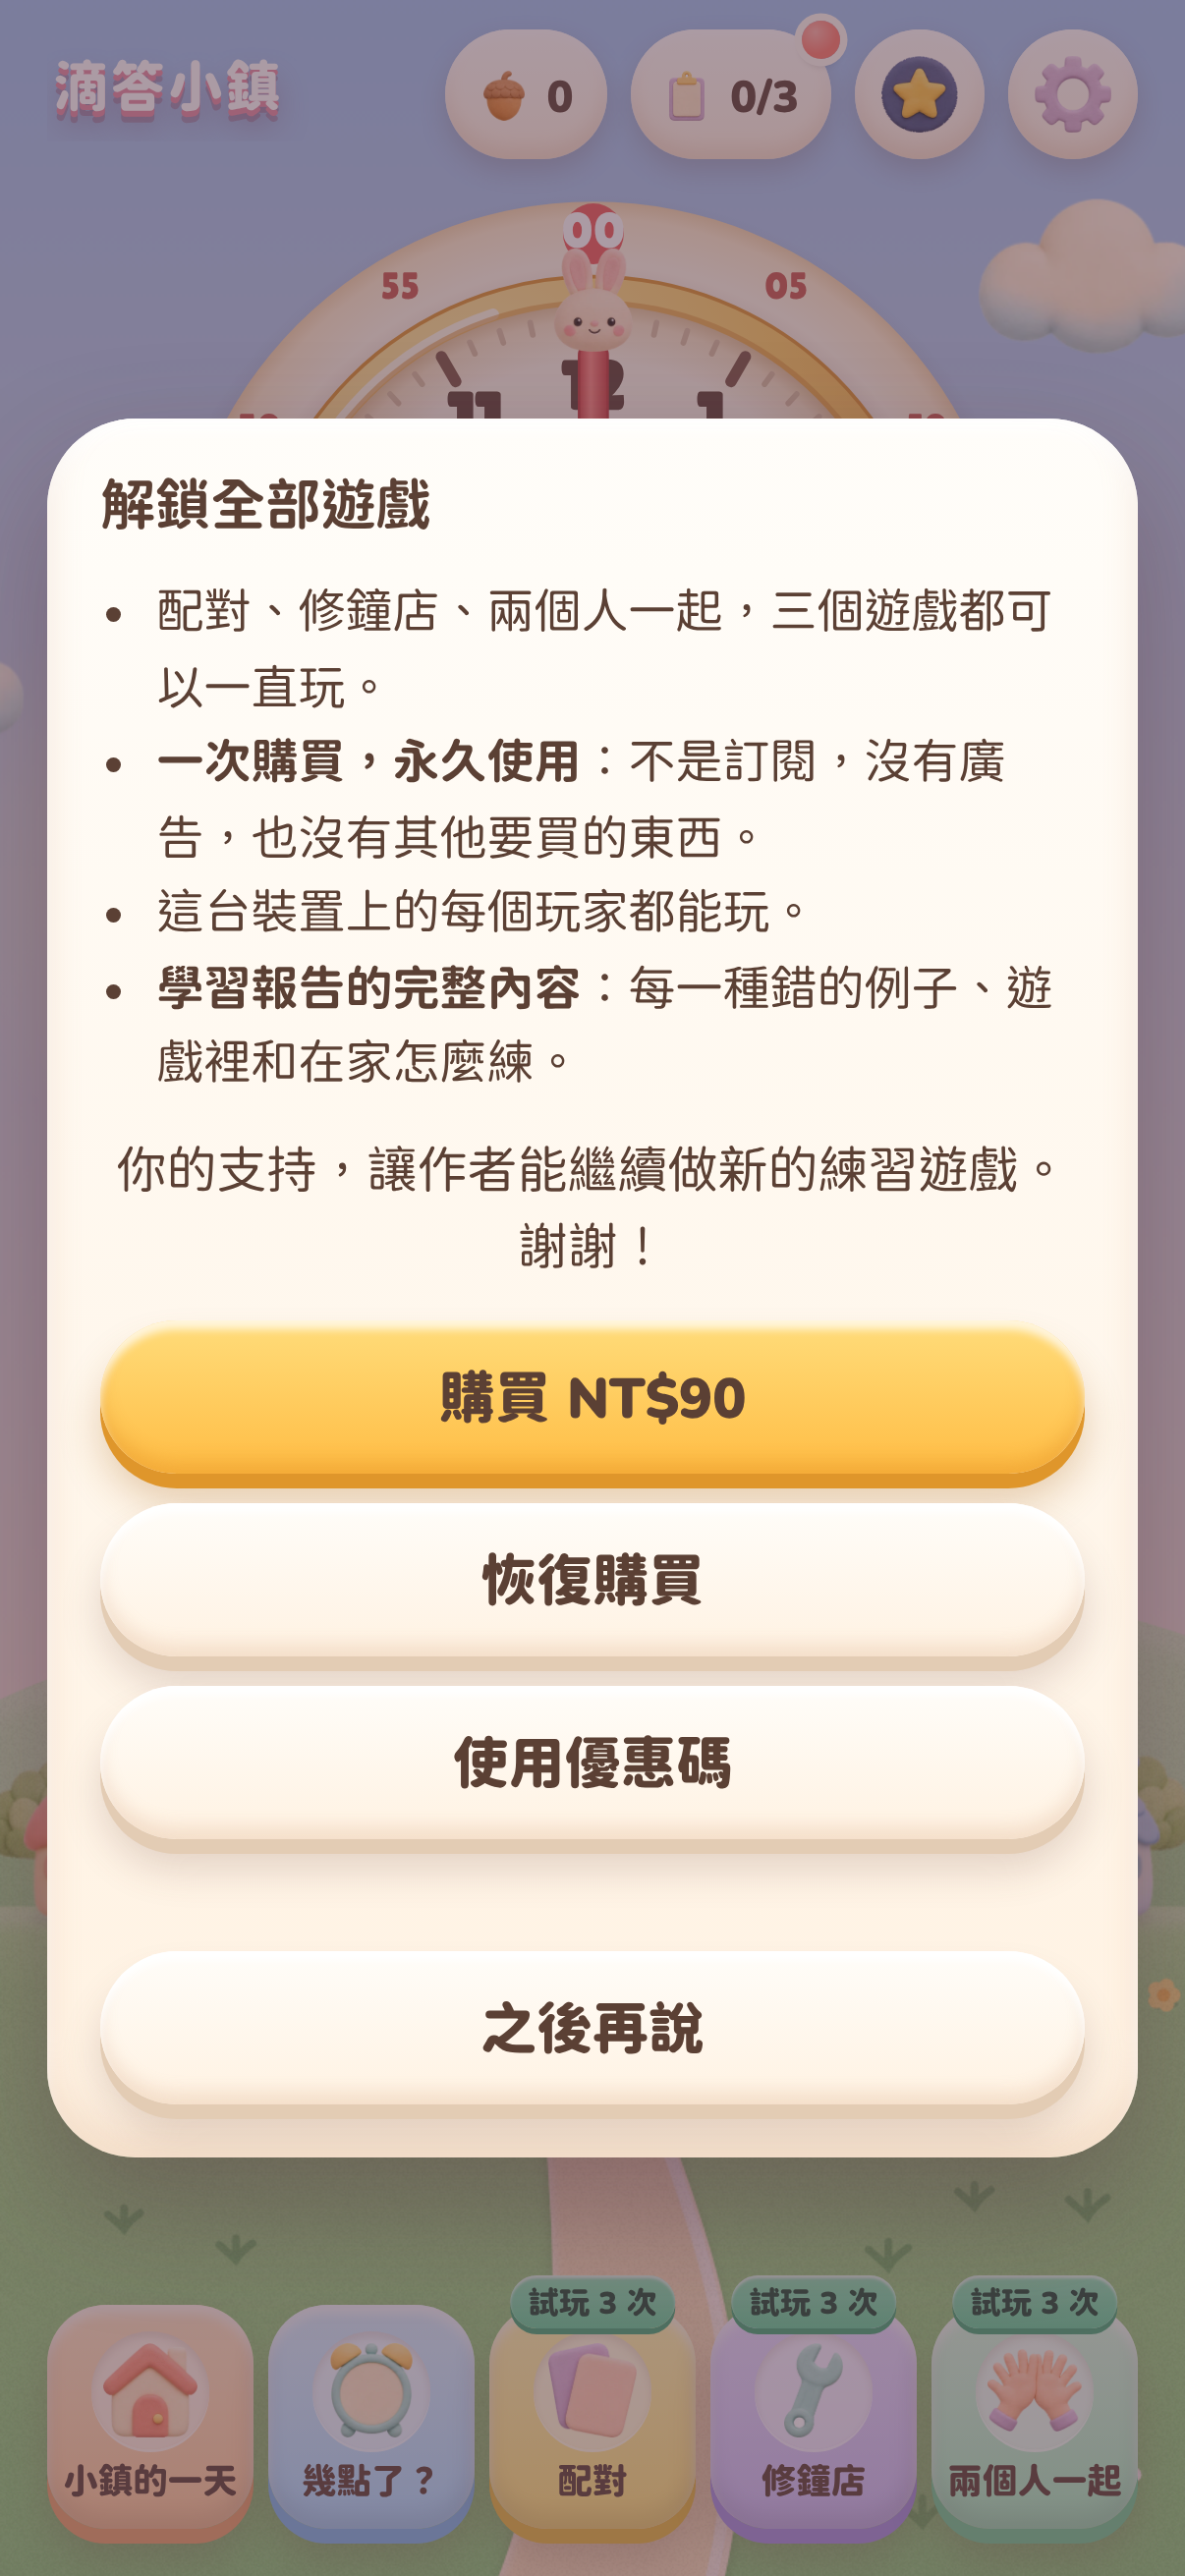 滴答小鎮
0
0/3
00
55
05
11
12
1
解鎖全部遊戲
• 配對、修鐘店、兩個人一起，三個遊戲都可
以一直玩。
• 一次購買，永久使用：不是訂閱，沒有廣
告，也沒有其他要買的東西。
• 這台裝置上的每個玩家都能玩。
• 學習報告的完整內容：每一種錯的例子、遊
戲裡和在家怎麼練。
你的支持，讓作者能繼續做新的練習遊戲。
謝謝！
購買 NT$90
恢復購買
使用優惠碼
之後再說
試玩 3 次
試玩 3 次
試玩 3 次
小鎮的一天
幾點了？
配對
修鐘店
兩個人一起